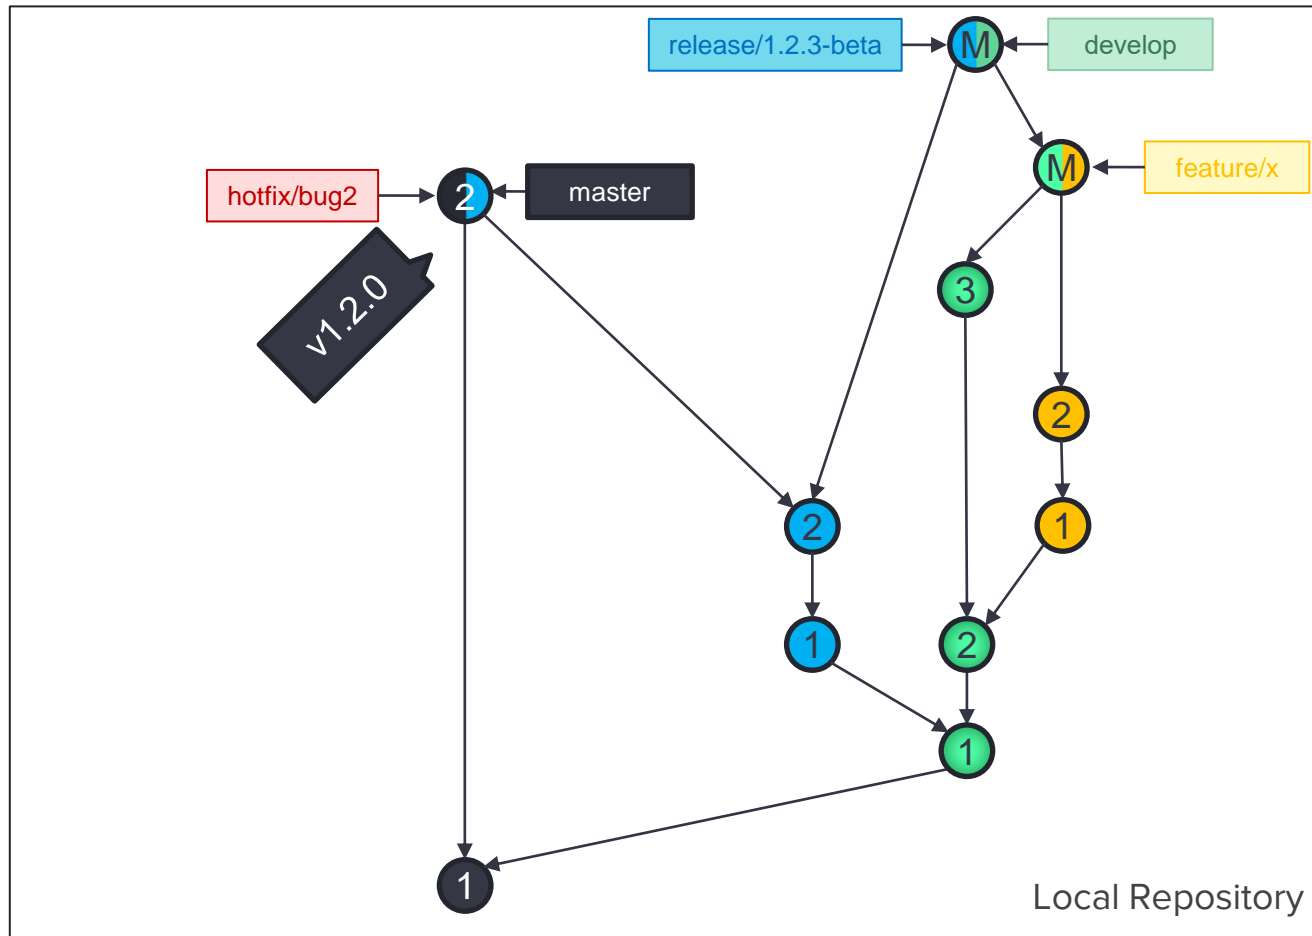 release/1.2.3-beta
M
develop
M
feature/x
hotfix/bug2
2
master
v1.2.0
3
2
2
1
1
2
1
1
Local Repository